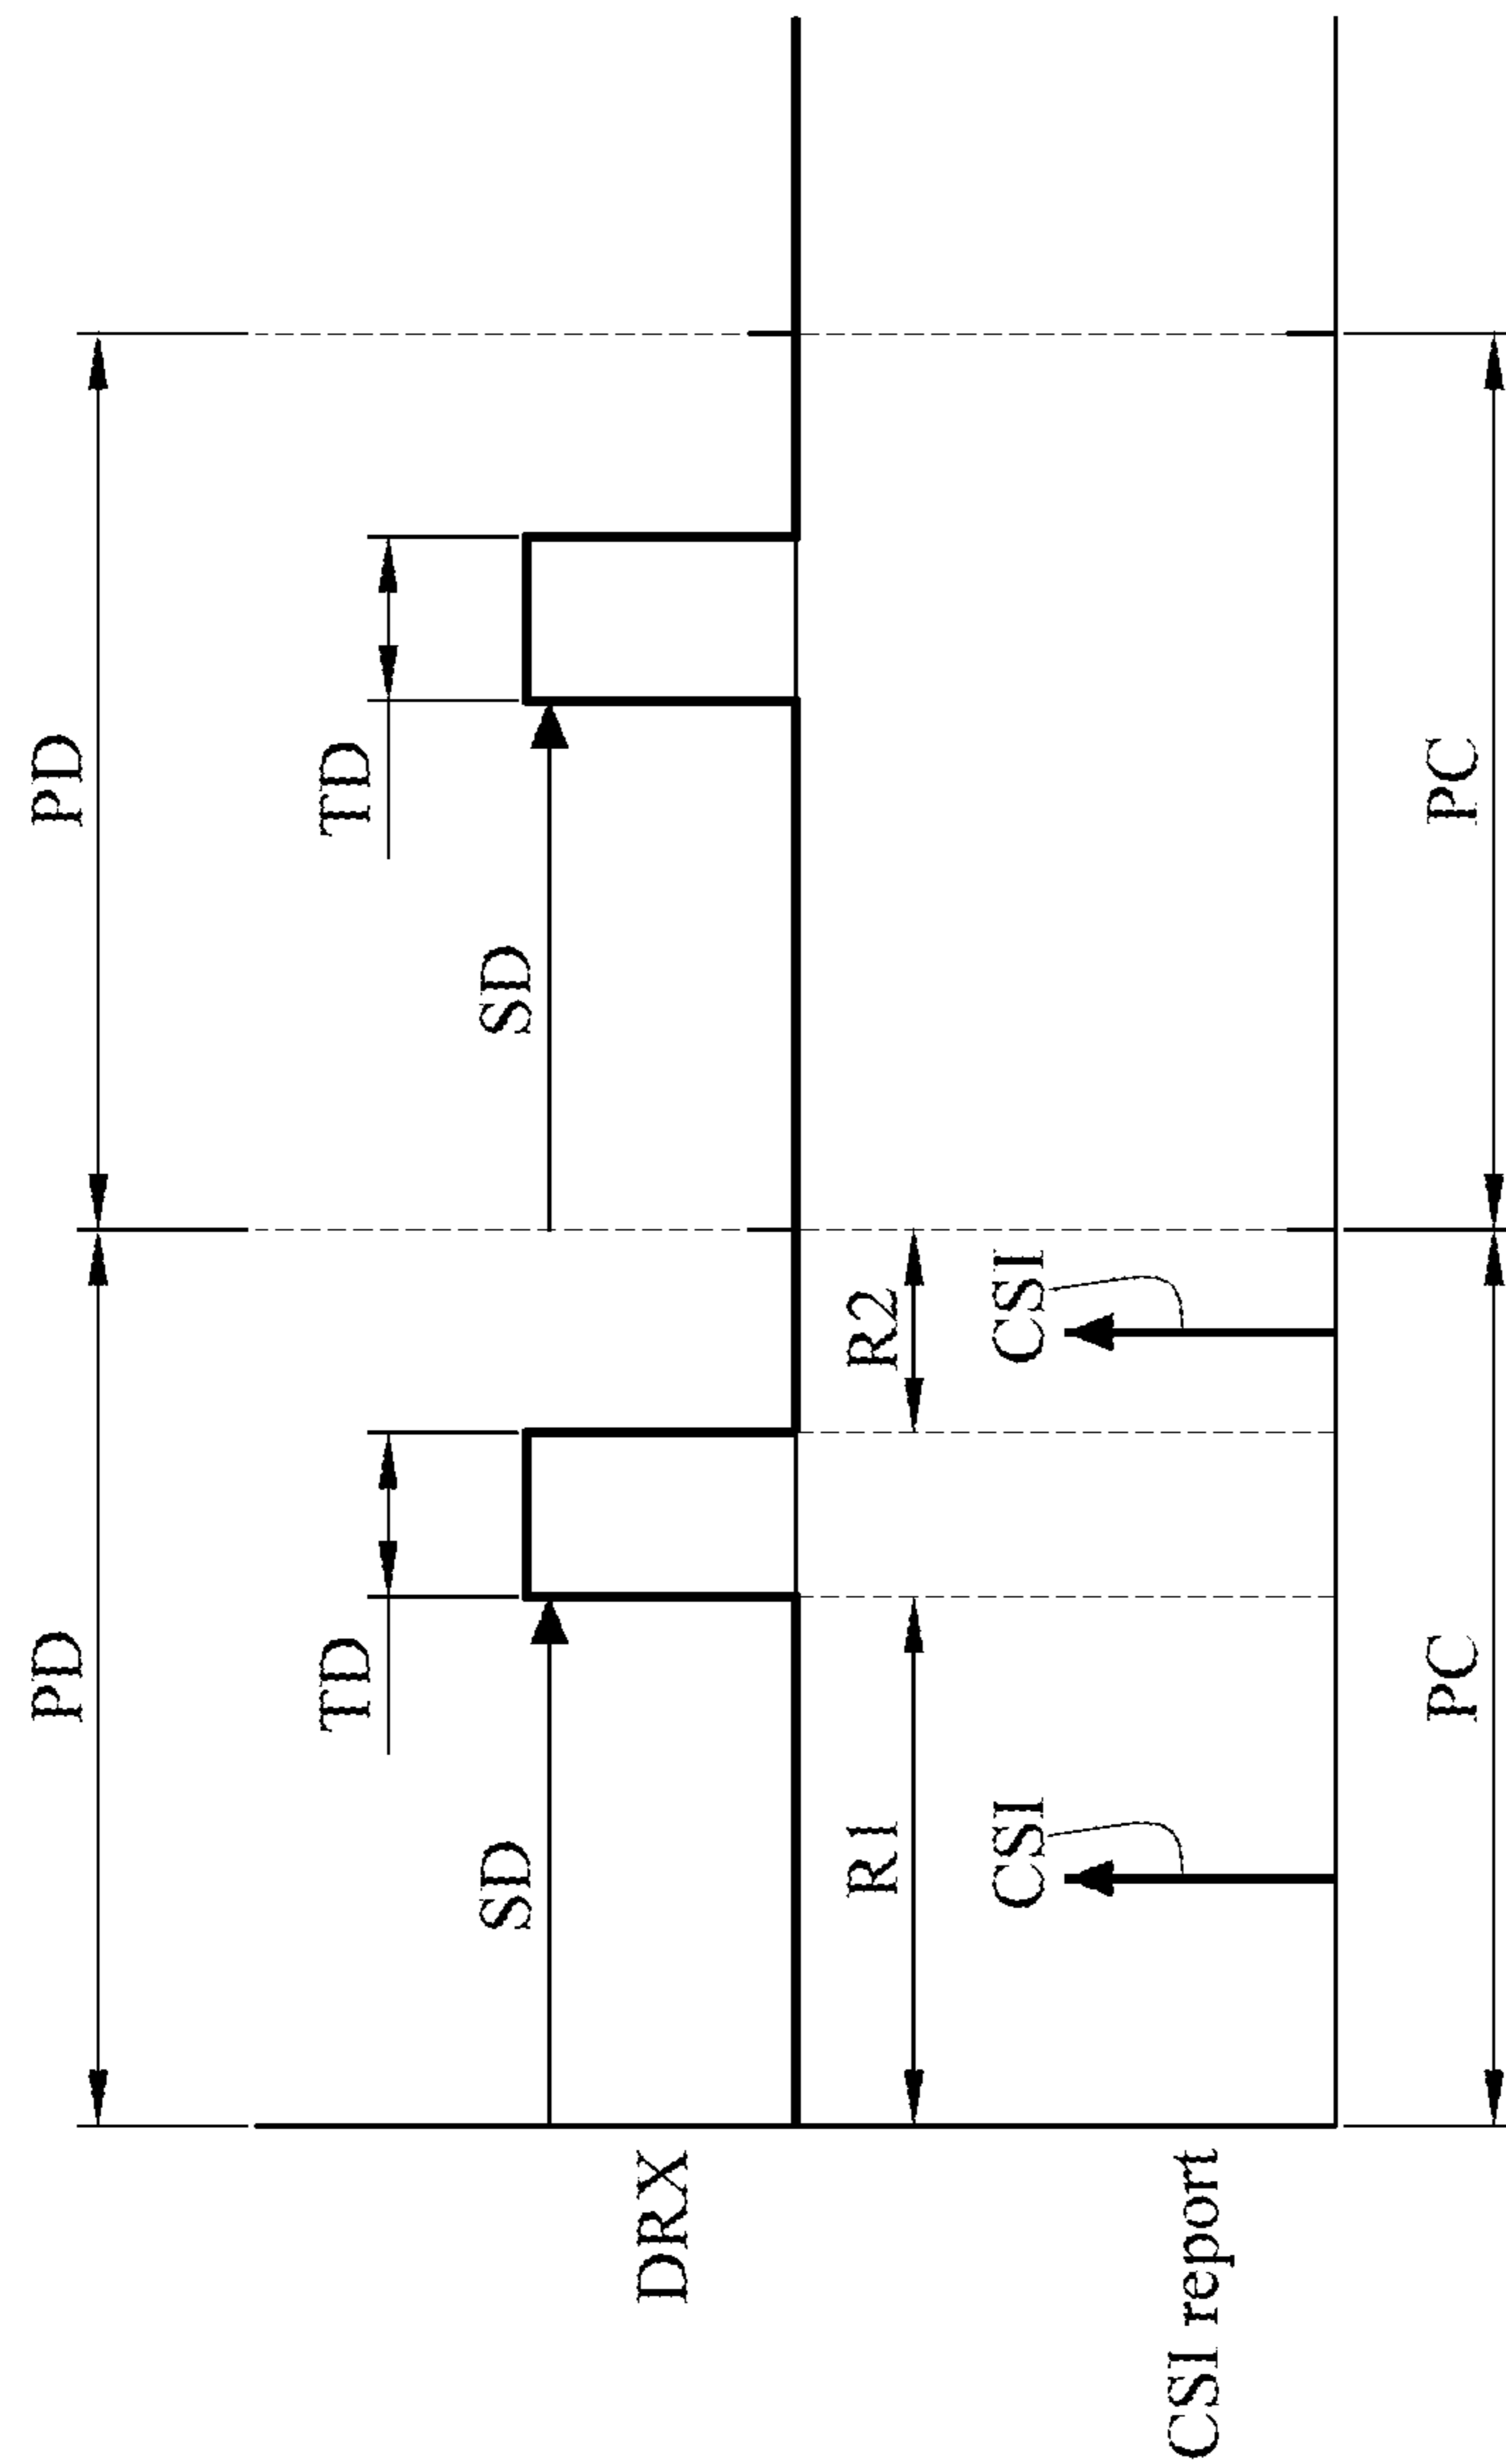 PD
PD
TD
TD
SD
SD
DRX
R1
R2
CSI
CSI
CSI report
PC
PC